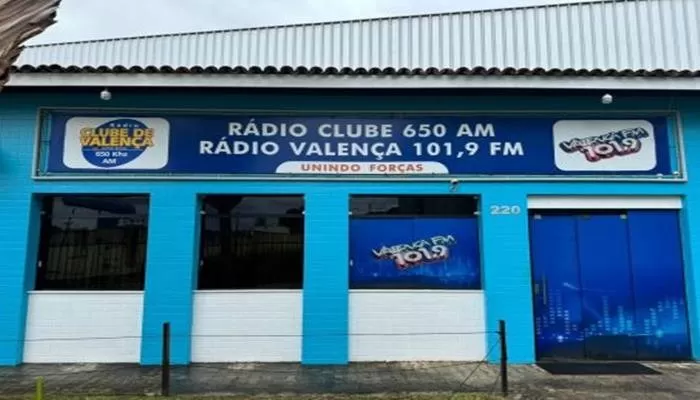 Rádio
CLUBE DE
VALENÇA
650 Khz
AM
RÁDIO CLUBE 650 AM
RÁDIO VALENÇA 101,9 FM
UNINDO FORÇAS
VALENÇA FM
101,9
220
VALENÇA FM
101,9